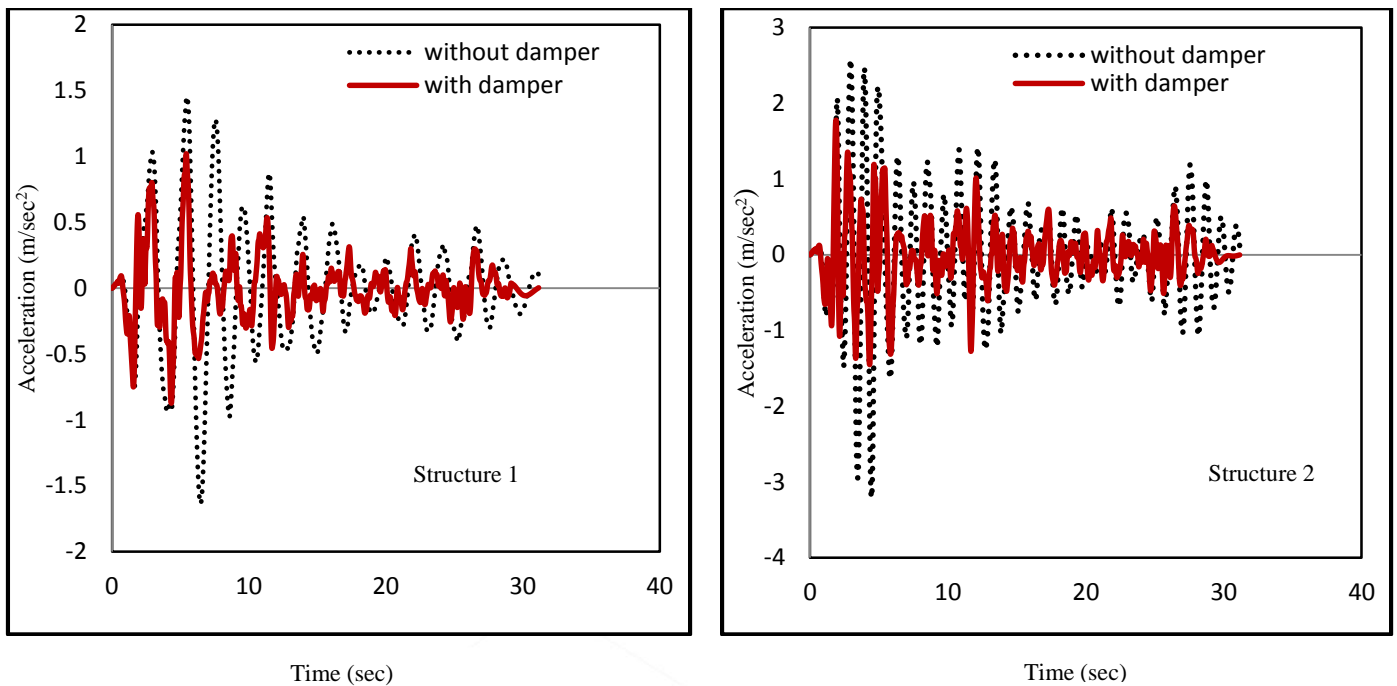 2
1.5
1
0.5
0
-0.5
-1
-1.5
-2
0
10
20
30
40
Acceleration (m/sec²)
without damper
with damper
Structure 1
Time (sec)
3
2
1
0
-1
-2
-3
-4
0
10
20
30
40
Acceleration (m/sec²)
without damper
with damper
Structure 2
Time (sec)